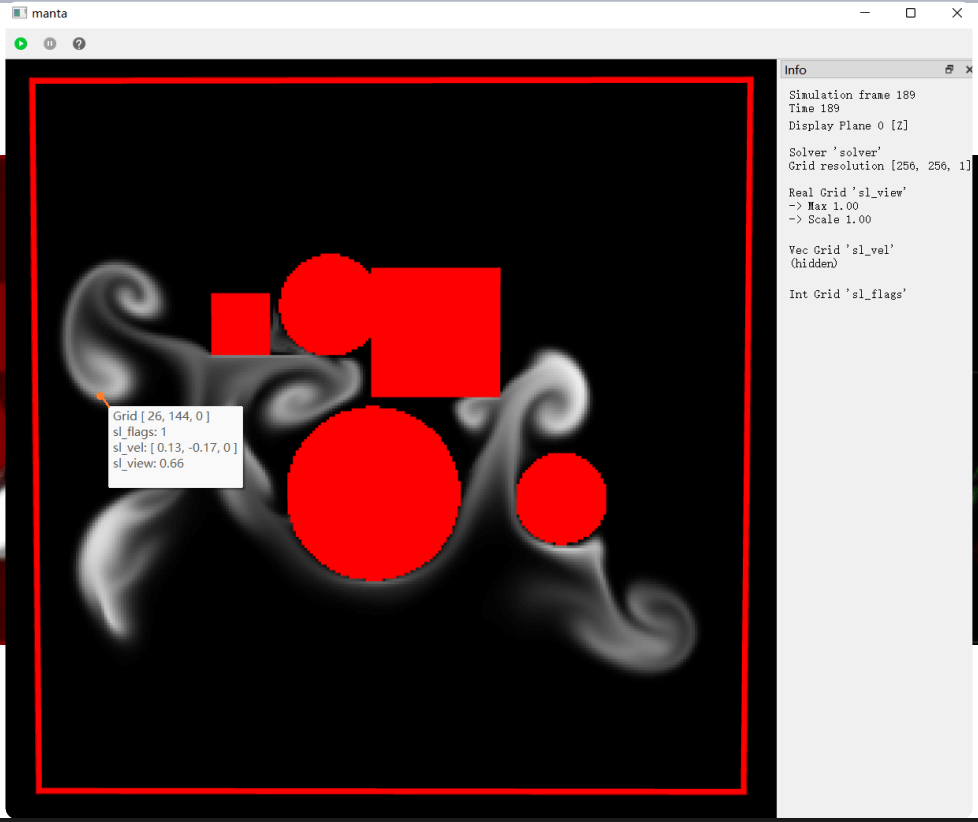 manta
Info
Simulation frame 189
Time 189
Display Plane 0 [Z]
Solver 'solver'
Grid resolution [256, 256, 1]
Real Grid 'sl_view'
-> Max 1.00
-> Scale 1.00
Vec Grid 'sl_vel'
(hidden)
Int Grid 'sl_flags'
Grid [ 26, 144, 0 ]
sl_flags: 1
sl_vel: [ 0.13, -0.17, 0 ]
sl_view: 0.66